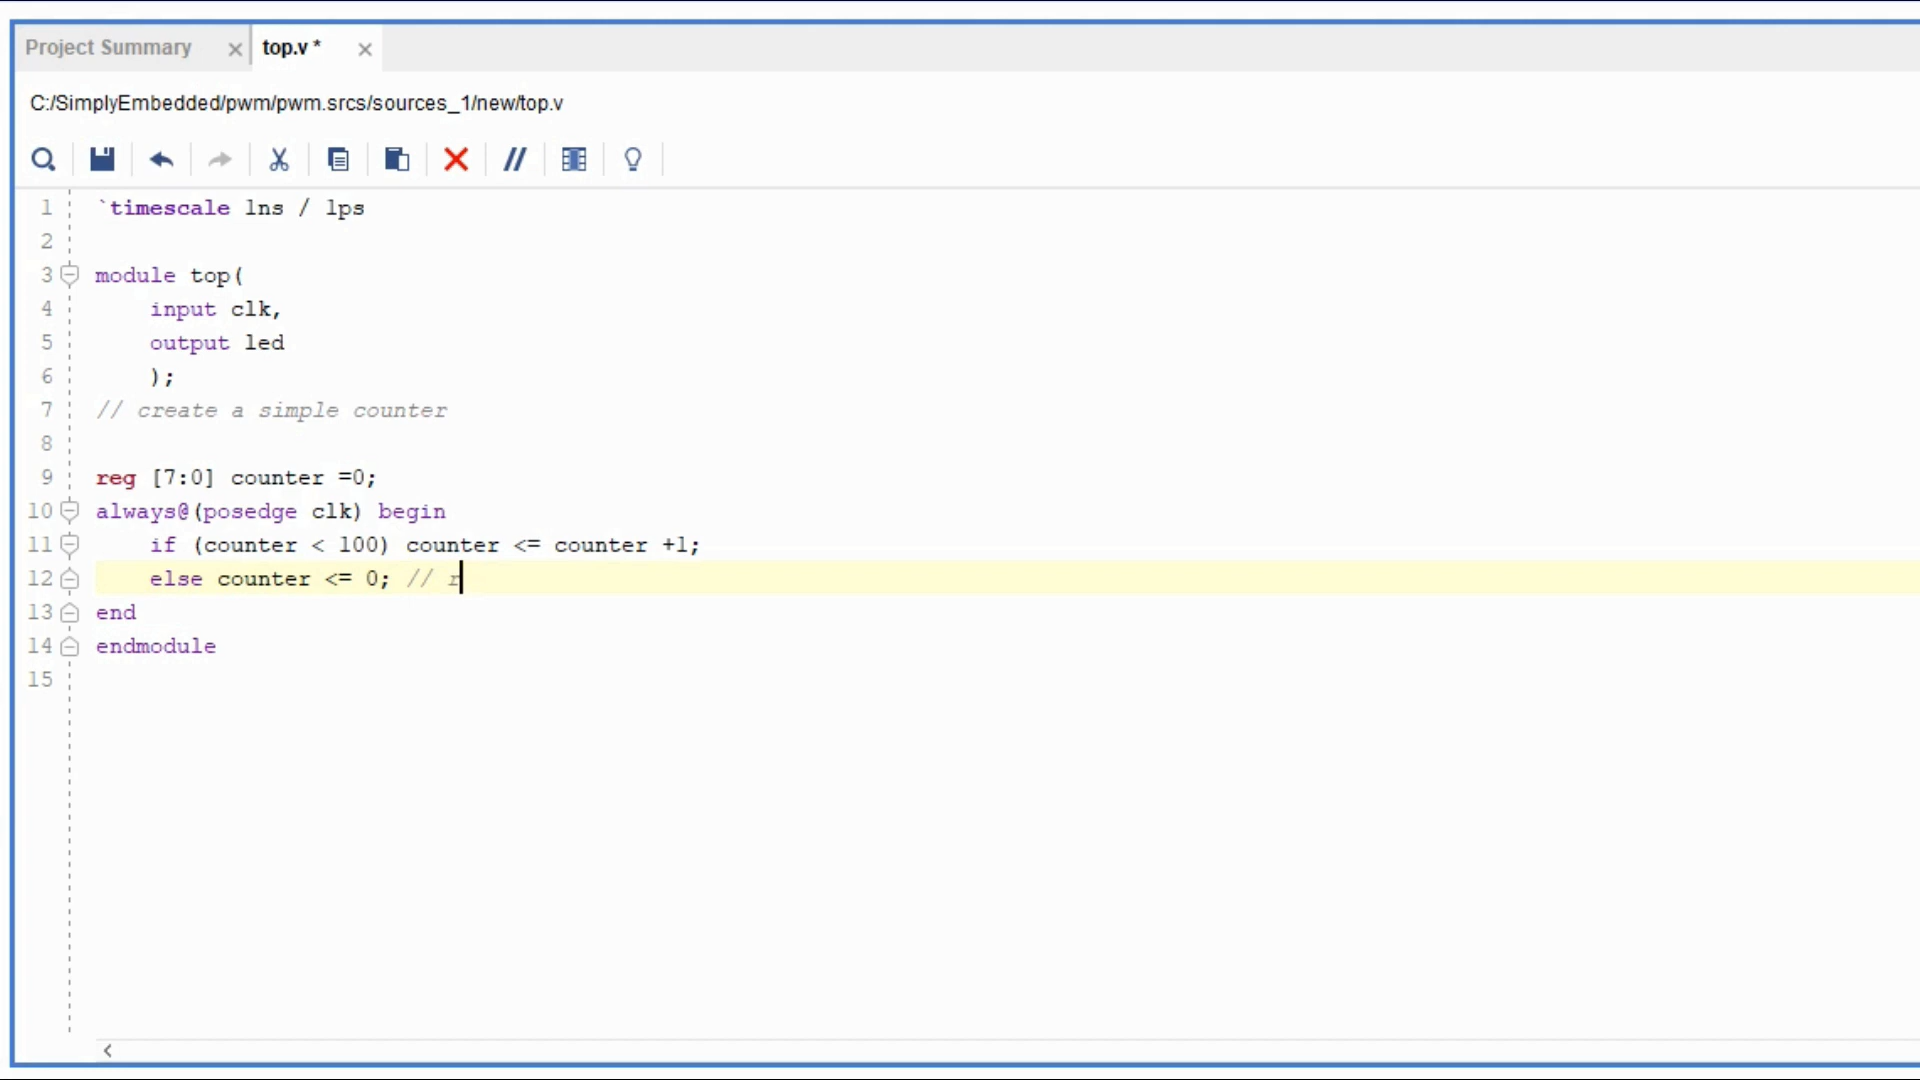 Project Summary × top.v * ×
C:/SimplyEmbedded/pwm/pwm.srcs/sources_1/new/top.v
1 `timescale 1ns / 1ps
2
3 module top(
4 input clk,
5 output led
6 );
7 // create a simple counter
8
9 reg [7:0] counter =0;
10 always@(posedge clk) begin
11 if (counter < 100) counter <= counter +1;
12 else counter <= 0; // r
13 end
14 endmodule
15